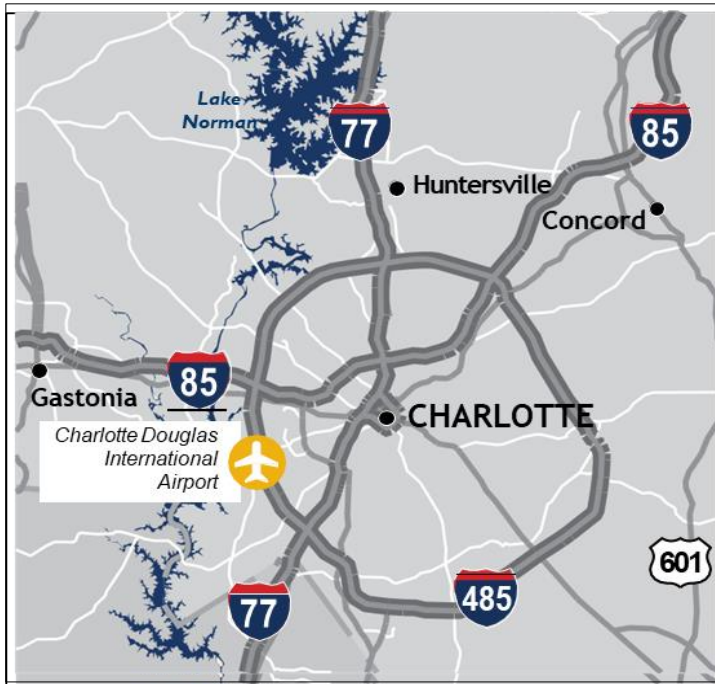 Lake
Norman
77
85
Huntersville
Concord
85
Gastonia
CHARLOTTE
Charlotte Douglas
International
Airport
601
77
485